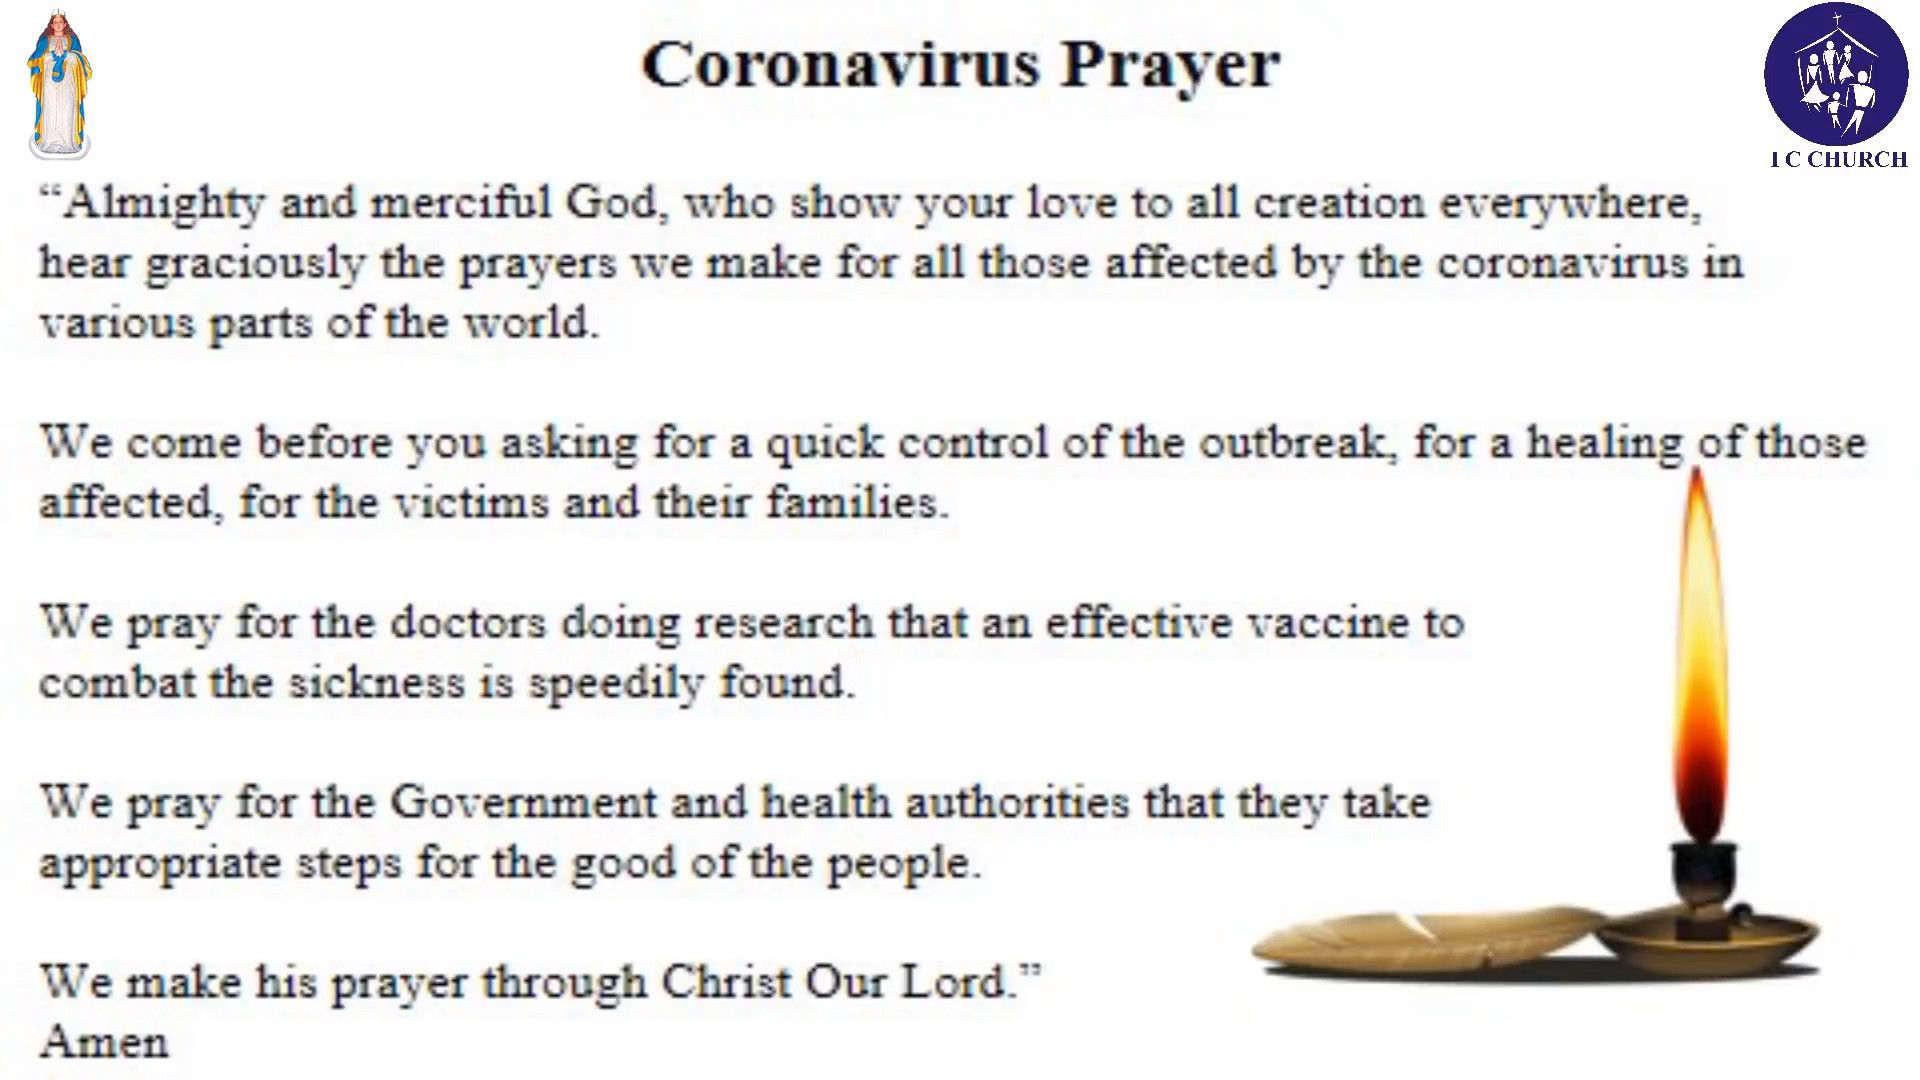 Coronavirus Prayer
I C CHURCH
“Almighty and merciful God, who show your love to all creation everywhere,
hear graciously the prayers we make for all those affected by the coronavirus in
various parts of the world.
We come before you asking for a quick control of the outbreak, for a healing of those
affected, for the victims and their families.
We pray for the doctors doing research that an effective vaccine to
combat the sickness is speedily found.
We pray for the Government and health authorities that they take
appropriate steps for the good of the people.
We make his prayer through Christ Our Lord.”
Amen